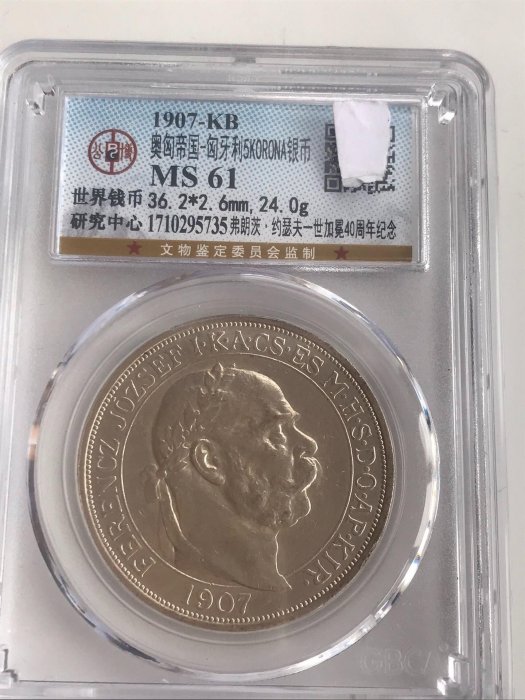 1907-KB
奥匈帝国-匈牙利5KORONA银币
公博
MS 61
世界钱币 36.2*2.6mm, 24.0g
研究中心 1710295735 弗朗茨·约瑟夫一世加冕40周年纪念
★ 文物鉴定委员会监制 ★
FERENCZ JÓZSEF I·K·A·CS·ÉS M·H·S·D·O·AP·KIR·
1907
GBCA